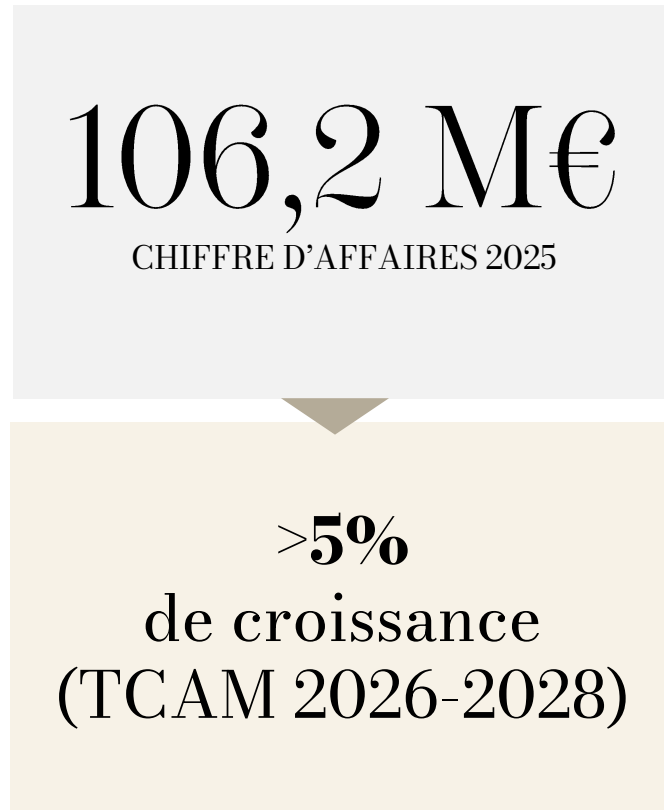 106,2 M€
CHIFFRE D’AFFAIRES 2025
>5%
de croissance
(TCAM 2026-2028)